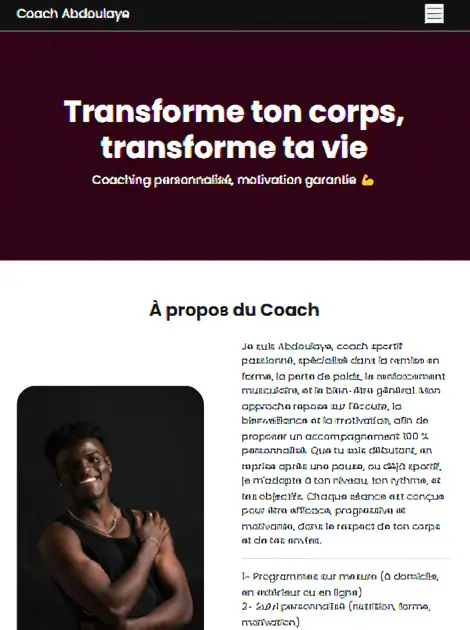 Coach Abdoulaye
Transforme ton corps,
transforme ta vie
Coaching personnalisé, motivation garantie 💪
À propos du Coach
Je suis Abdoulaye, coach sportif
passionné, spécialisé dans la remise en
forme, la perte de poids, le renforcement
musculaire, et le bien-être général. Mon
approche repose sur l'écoute, la
bienveillance et la motivation, afin de
proposer un accompagnement 100 %
personnalisé. Que tu sois débutant, en
reprise après une pause, ou déjà sportif,
je m'adapte à ton niveau, ton rythme, et
tes objectifs. Chaque séance est conçue
pour être efficace, progressive et
motivante, dans le respect de ton corps
et de tes envies.
1- Programmes sur mesure (à domicile,
en extérieur ou en ligne)
2- Suivi personnalisé (nutrition, forme,
motivation)